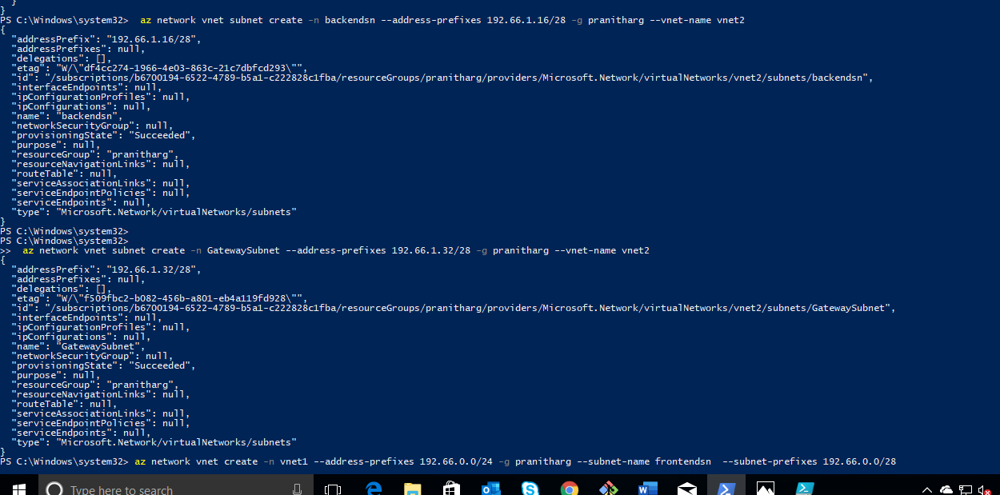 }
}
PS C:\Windows\system32>  az network vnet subnet create -n backendsn --address-prefixes 192.66.1.16/28 -g pranitharg --vnet-name vnet2
{
  "addressPrefix": "192.66.1.16/28",
  "addressPrefixes": null,
  "delegations": [],
  "etag": "W/\"df4cc274-1966-4e03-863c-21c7dbfcd293\"",
  "id": "/subscriptions/b6700194-6522-4789-b5a1-c222828c1fba/resourceGroups/pranitharg/providers/Microsoft.Network/virtualNetworks/vnet2/subnets/backendsn",
  "interfaceEndpoints": null,
  "ipConfigurationProfiles": null,
  "ipConfigurations": null,
  "name": "backendsn",
  "networkSecurityGroup": null,
  "provisioningState": "Succeeded",
  "purpose": null,
  "resourceGroup": "pranitharg",
  "resourceNavigationLinks": null,
  "routeTable": null,
  "serviceAssociationLinks": null,
  "serviceEndpointPolicies": null,
  "serviceEndpoints": null,
  "type": "Microsoft.Network/virtualNetworks/subnets"
}
PS C:\Windows\system32>
PS C:\Windows\system32>
>>  az network vnet subnet create -n GatewaySubnet --address-prefixes 192.66.1.32/28 -g pranitharg --vnet-name vnet2
{
  "addressPrefix": "192.66.1.32/28",
  "addressPrefixes": null,
  "delegations": [],
  "etag": "W/\"f509fbc2-b082-456b-a801-eb4a119fd928\"",
  "id": "/subscriptions/b6700194-6522-4789-b5a1-c222828c1fba/resourceGroups/pranitharg/providers/Microsoft.Network/virtualNetworks/vnet2/subnets/GatewaySubnet",
  "interfaceEndpoints": null,
  "ipConfigurationProfiles": null,
  "ipConfigurations": null,
  "name": "GatewaySubnet",
  "networkSecurityGroup": null,
  "provisioningState": "Succeeded",
  "purpose": null,
  "resourceGroup": "pranitharg",
  "resourceNavigationLinks": null,
  "routeTable": null,
  "serviceAssociationLinks": null,
  "serviceEndpointPolicies": null,
  "serviceEndpoints": null,
  "type": "Microsoft.Network/virtualNetworks/subnets"
}
PS C:\Windows\system32> az network vnet create -n vnet1 --address-prefixes 192.66.0.0/24 -g pranitharg --subnet-name frontendsn  --subnet-prefixes 192.66.0.0/28
Type here to search